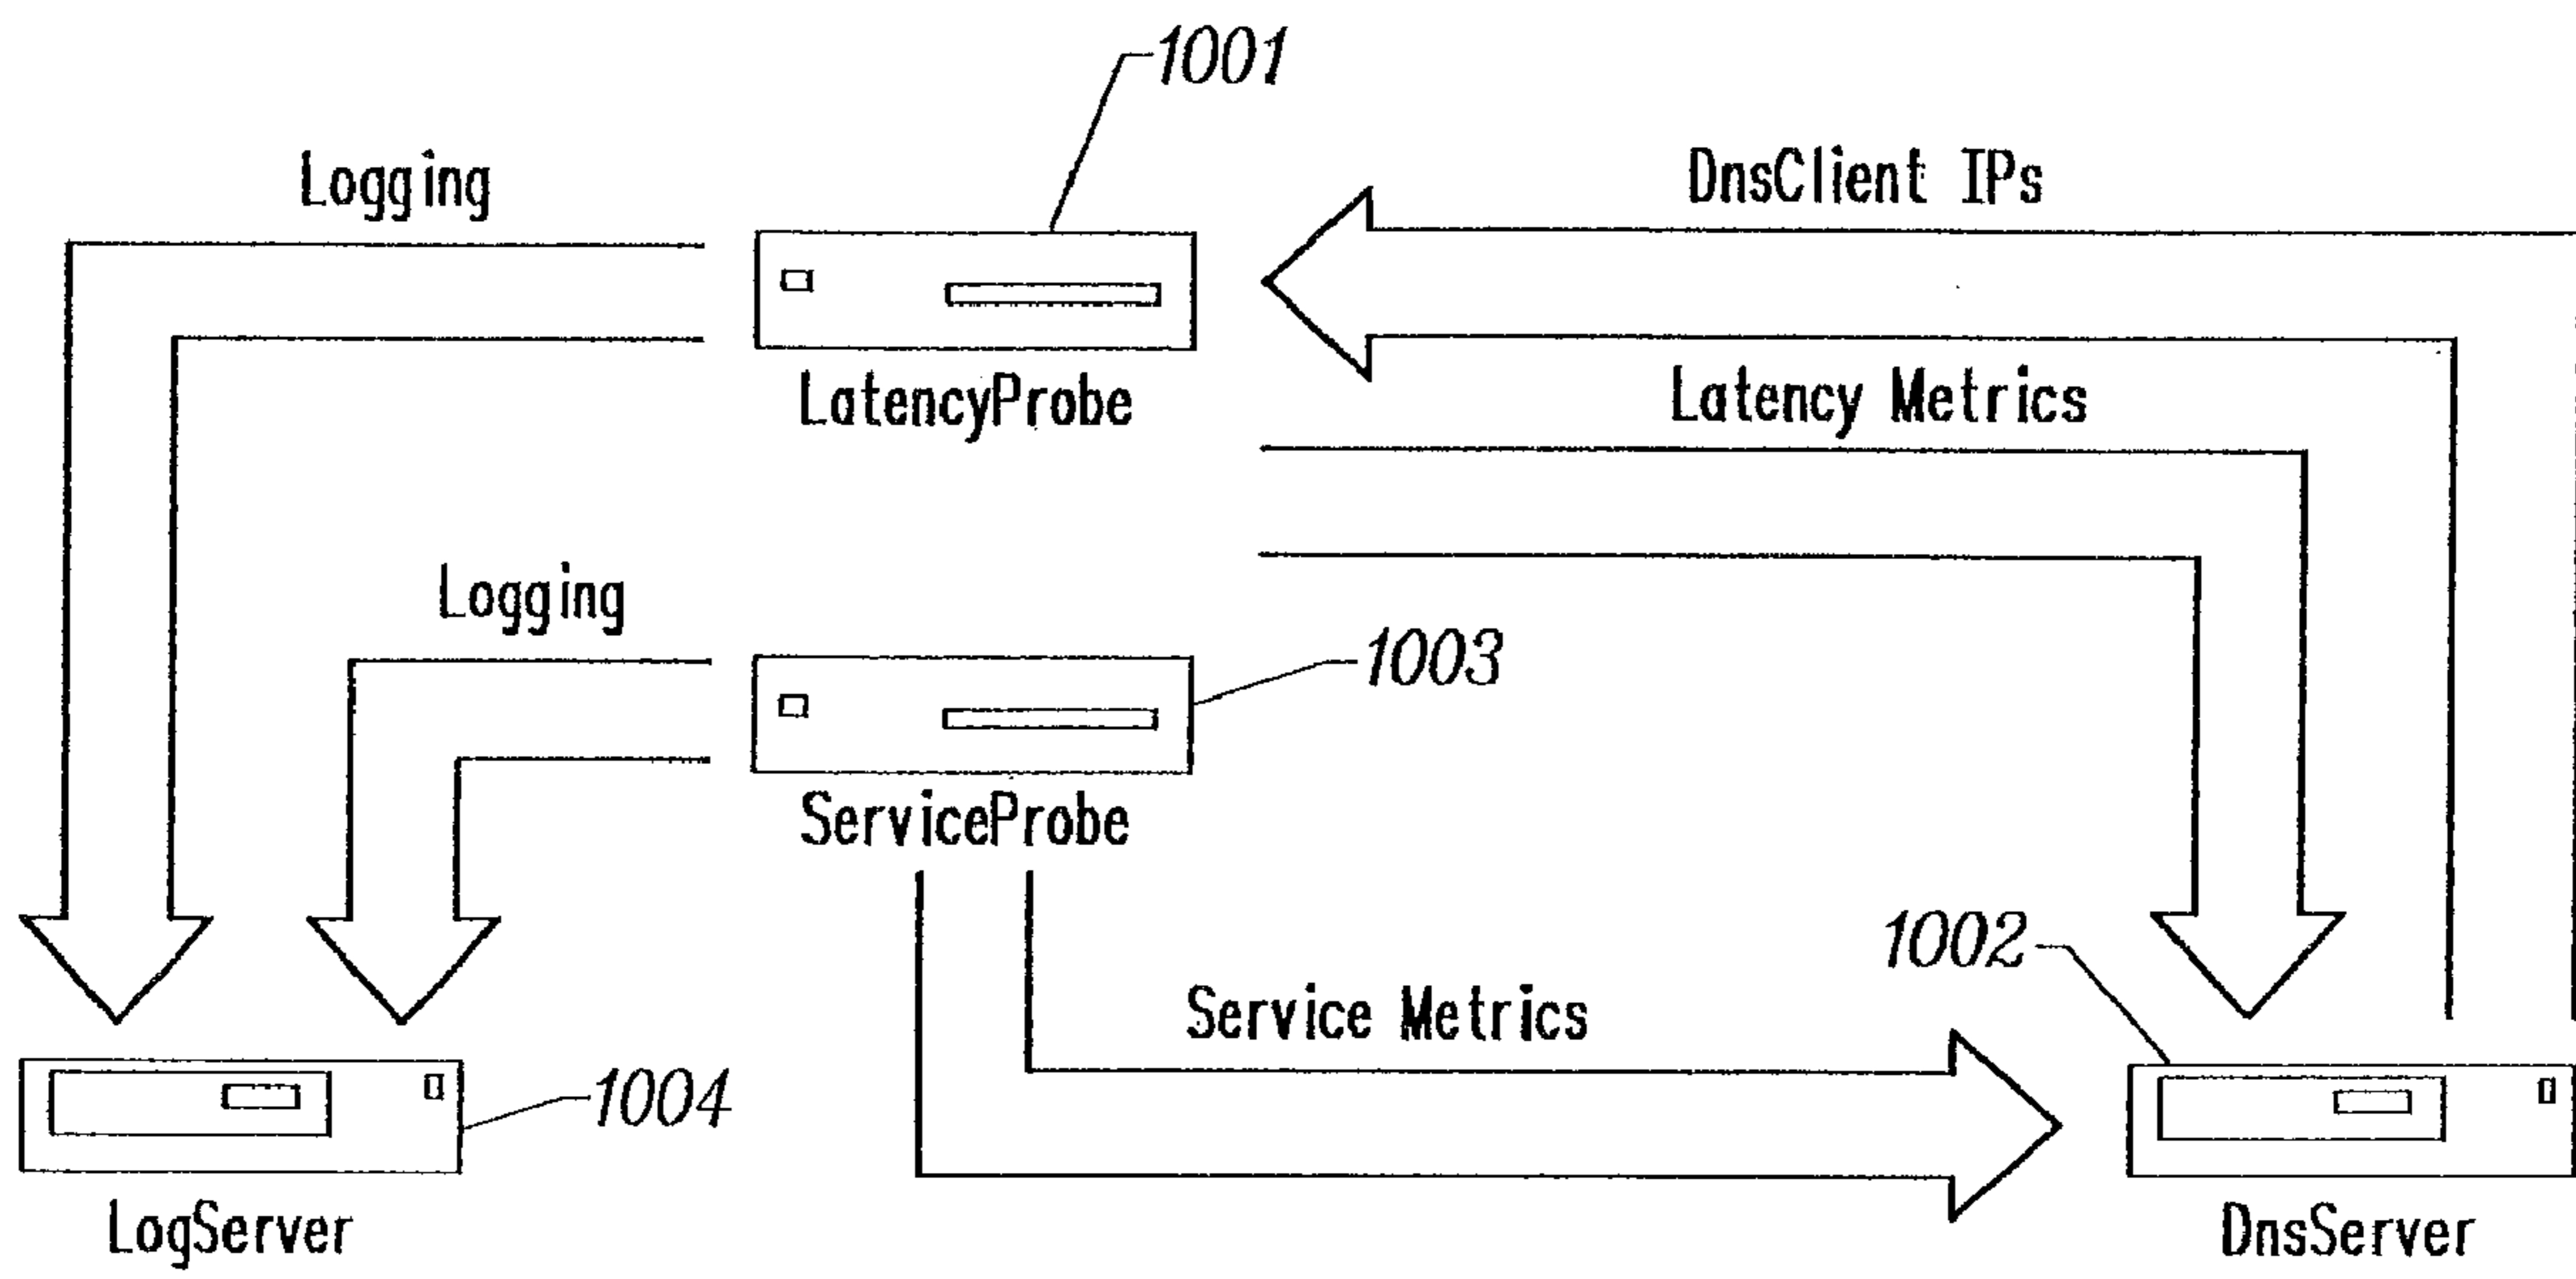 1001
Logging
DnsClient IPs
LatencyProbe
Latency Metrics
Logging
1003
ServiceProbe
1002
Service Metrics
1004
LogServer
DnsServer